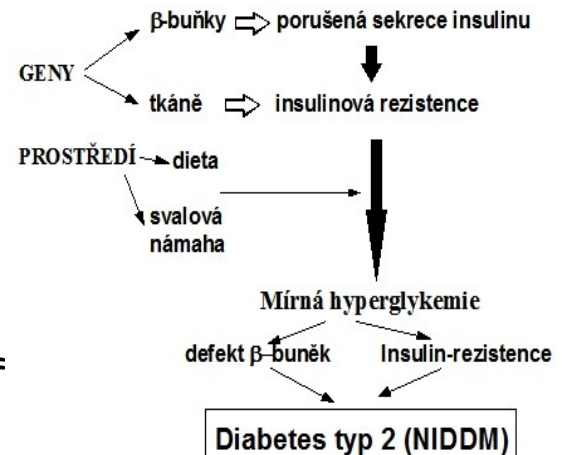 β-buňky porušená sekrece insulinu
GENY
tkáně insulinová rezistence
PROSTŘEDÍ dieta
svalová
námaha
Mírná hyperglykemie
defekt β-buněk Insulin-rezistence
Diabetes typ 2 (NIDDM)